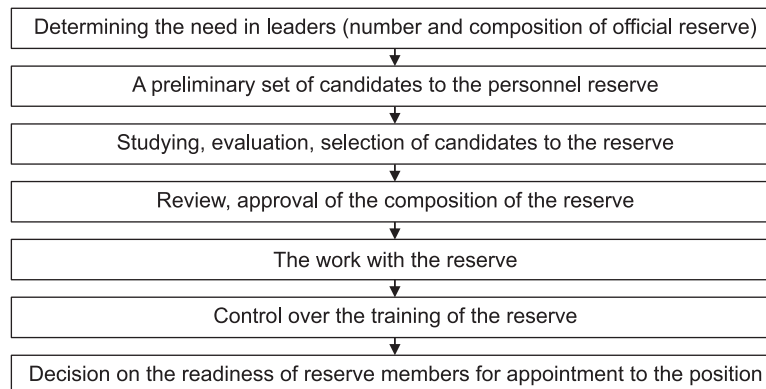 Determining the need in leaders (number and composition of official reserve)
A preliminary set of candidates to the personnel reserve
Studying, evaluation, selection of candidates to the reserve
Review, approval of the composition of the reserve
The work with the reserve
Control over the training of the reserve
Decision on the readiness of reserve members for appointment to the position